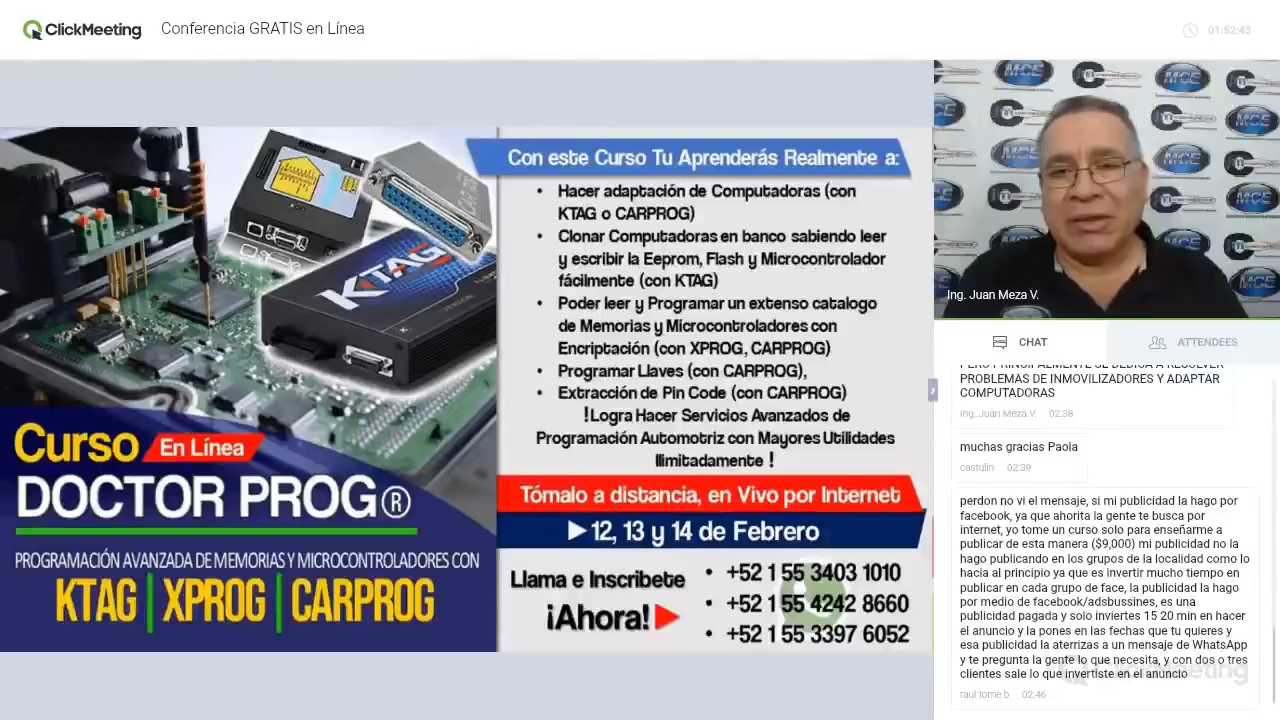 ClickMeeting
Conferencia GRATIS en Línea
01:52:43
KTAG
Curso
En Línea
DOCTOR PROG®
PROGRAMACIÓN AVANZADA DE MEMORIAS Y MICROCONTROLADORES CON
KTAG | XPROG | CARPROG
Con este Curso Tu Aprenderás Realmente a:
• Hacer adaptación de Computadoras (con
KTAG o CARPROG)
• Clonar Computadoras en banco sabiendo leer
y escribir la Eeprom, Flash y Microcontrolador
fácilmente (con KTAG)
• Poder leer y Programar un extenso catalogo
de Memorias y Microcontroladores con
Encriptación (con XPROG, CARPROG)
• Programar Llaves (con CARPROG),
• Extracción de Pin Code (con CARPROG)
!Logra Hacer Servicios Avanzados de
Programación Automotriz con Mayores Utilidades
Ilimitadamente !
Tómalo a distancia, en Vivo por Internet
▶12, 13 y 14 de Febrero
Llama e Inscribete
¡Ahora!
• +52 1 55 3403 1010
• +52 1 55 4242 8660
• +52 1 55 3397 6052
MCE
MCE
MCE
MCE
Ing. Juan Meza V.
CHAT
ATTENDEES
PERO PRINCIPALMENTE SE DEDICA A RESOLVER
PROBLEMAS DE INMOVILIZADORES Y ADAPTAR
COMPUTADORAS
Ing. Juan Meza V. 02:38
muchas gracias Paola
castulin 02:39
perdon no vi el mensaje, si mi publicidad la hago por
facebook, ya que ahorita la gente te busca por
internet, yo tome un curso solo para enseñarme a
publicar de esta manera ($9,000) mi publicidad no la
hago publicando en los grupos de la localidad como lo
hacia al principio ya que es invertir mucho tiempo en
publicar en cada grupo de face, la publicidad la hago
por medio de facebook/adsbussines, es una
publicidad pagada y solo inviertes 15 20 min en hacer
el anuncio y la pones en las fechas que tu quieres y
esa publicidad la aterrizas a un mensaje de WhatsApp
y te pregunta la gente lo que necesita, y con dos o tres
clientes sale lo que invertiste en el anuncio
raul tome b 02:46
ClickMeeting